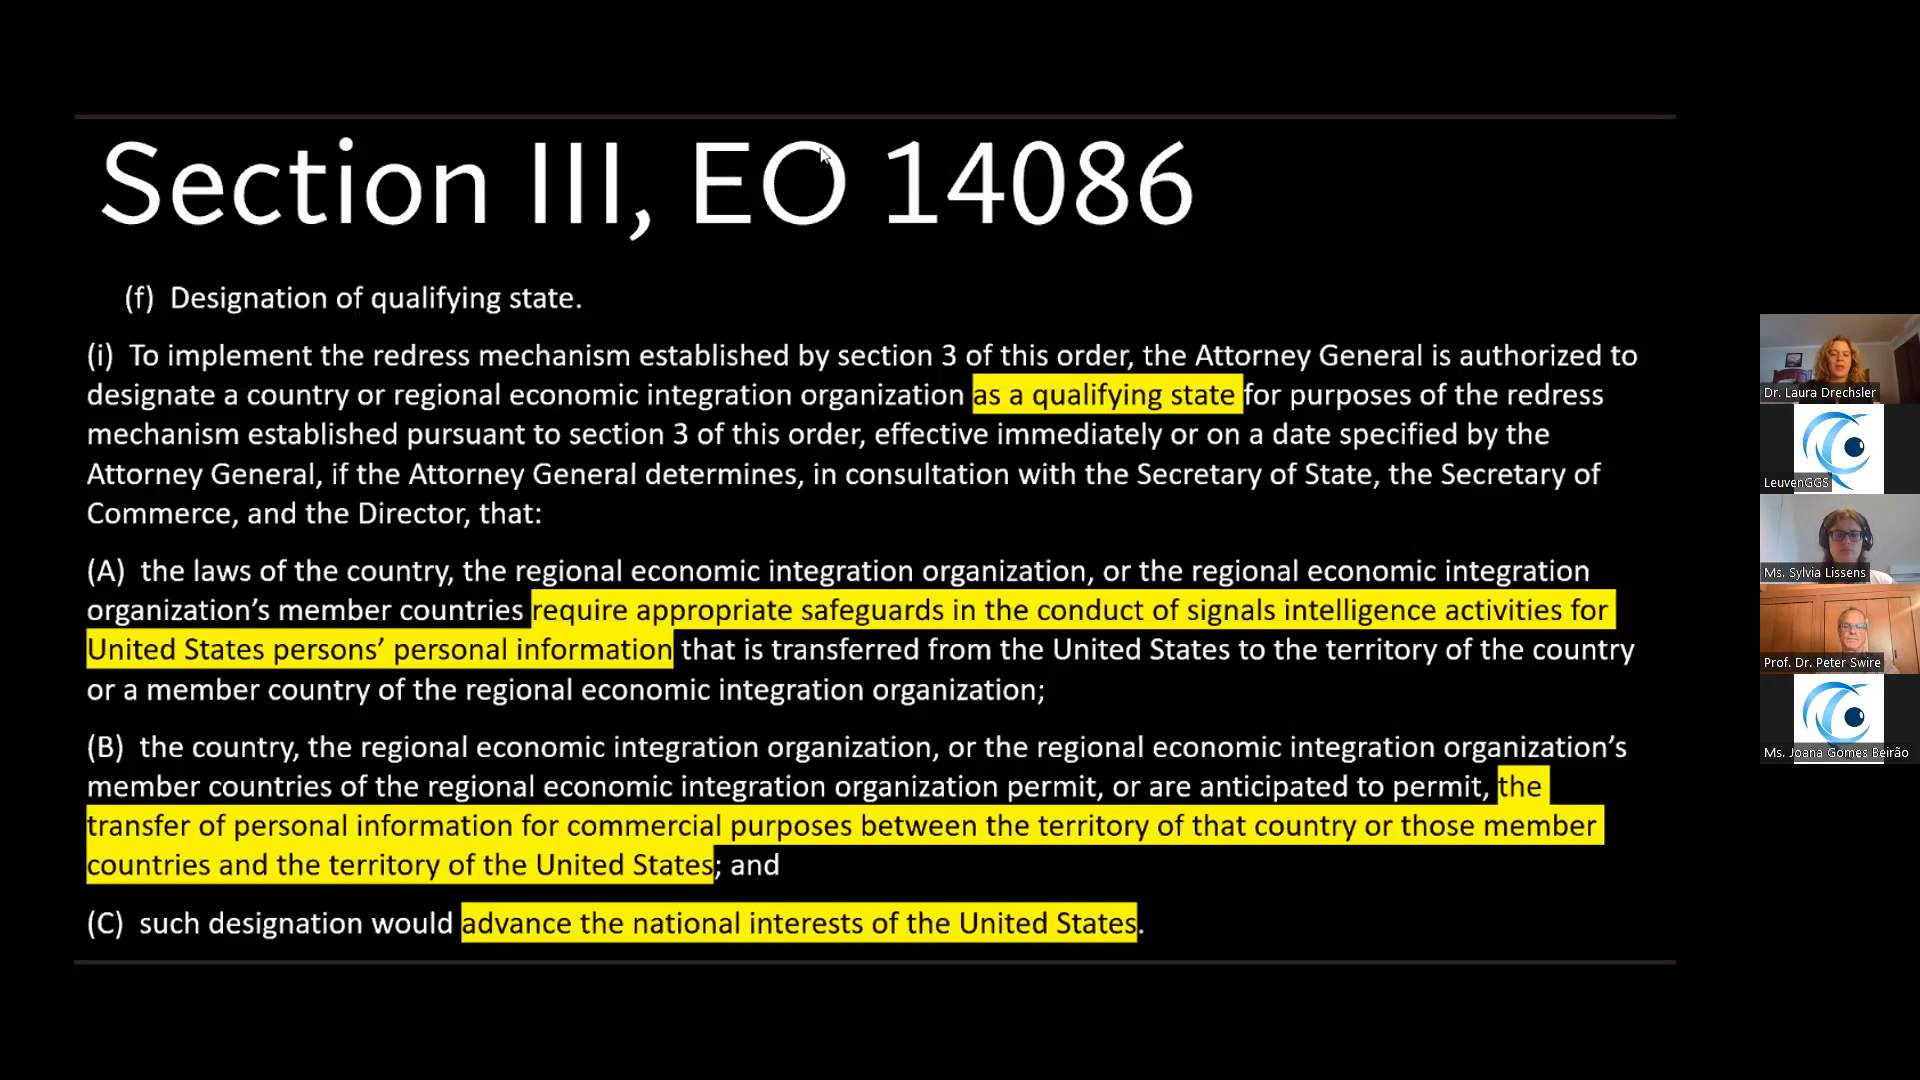 Section III, EO 14086
(f) Designation of qualifying state.
(i) To implement the redress mechanism established by section 3 of this order, the Attorney General is authorized to
designate a country or regional economic integration organization as a qualifying state for purposes of the redress
mechanism established pursuant to section 3 of this order, effective immediately or on a date specified by the
Attorney General, if the Attorney General determines, in consultation with the Secretary of State, the Secretary of
Commerce, and the Director, that:
(A) the laws of the country, the regional economic integration organization, or the regional economic integration
organization’s member countries require appropriate safeguards in the conduct of signals intelligence activities for
United States persons’ personal information that is transferred from the United States to the territory of the country
or a member country of the regional economic integration organization;
(B) the country, the regional economic integration organization, or the regional economic integration organization’s
member countries of the regional economic integration organization permit, or are anticipated to permit, the
transfer of personal information for commercial purposes between the territory of that country or those member
countries and the territory of the United States; and
(C) such designation would advance the national interests of the United States.
Dr. Laura Drechsler
LeuvenGGS
Ms. Sylvia Lissens
Prof. Dr. Peter Swire
Ms. Joana Gomes Beirão